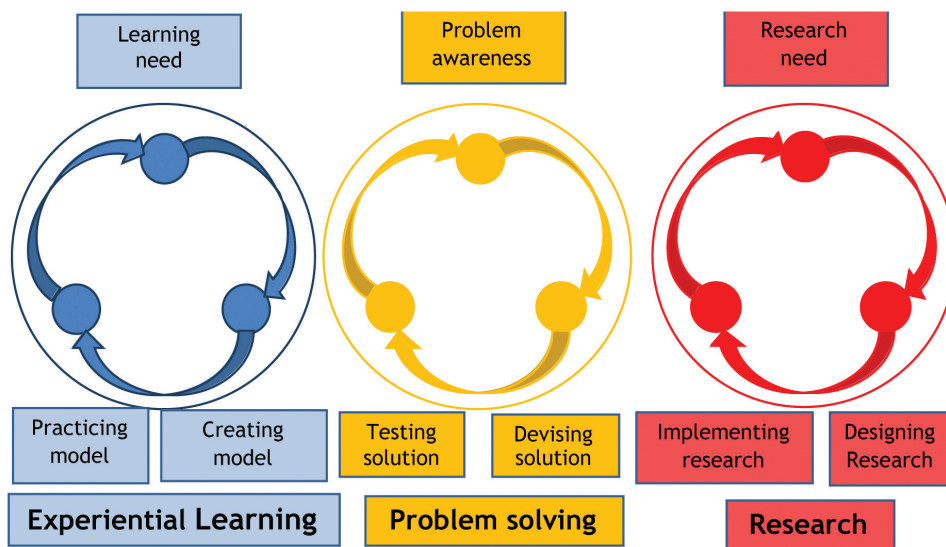 Learning
need
Problem
awareness
Research
need
Practicing
model
Creating
model
Testing
solution
Devising
solution
Implementing
research
Designing
Research
Experiential Learning
Problem solving
Research